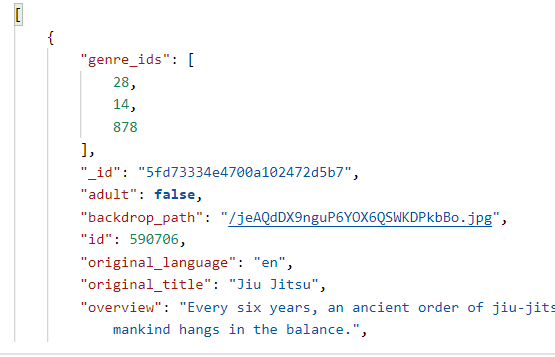 [
{
"genre_ids": [
28,
14,
878
],
"_id": "5fd73334e4700a102472d5b7",
"adult": false,
"backdrop_path": "/jeAQdDX9nguP6YOX6QSWKDPkbBo.jpg",
"id": 590706,
"original_language": "en",
"original_title": "Jiu Jitsu",
"overview": "Every six years, an ancient order of jiu-jits
mankind hangs in the balance.",